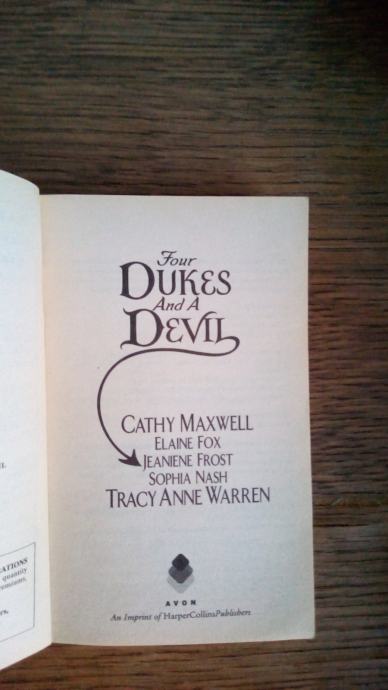 Four
DUKES
And A
DEVIL
CATHY MAXWELL
ELAINE FOX
JEANIENE FROST
SOPHIA NASH
TRACY ANNE WARREN
AVON
An Imprint of HarperCollinsPublishers
quantity